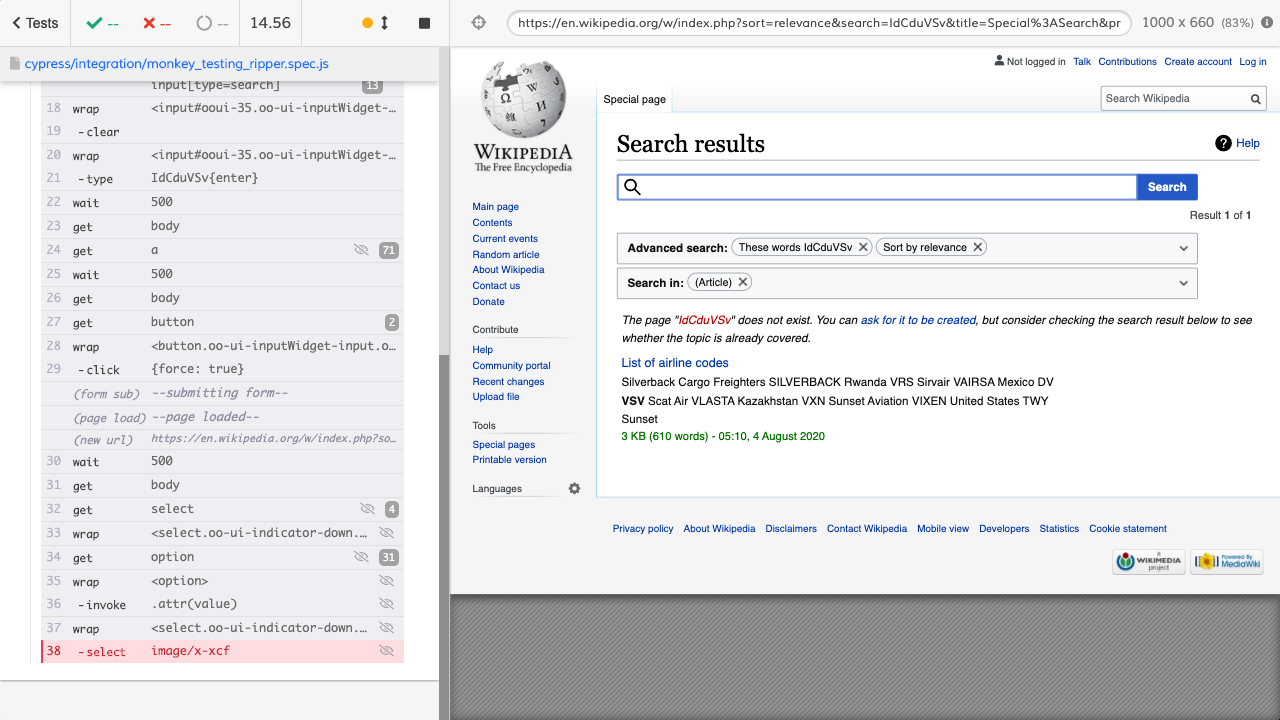 Tests
--
--
--
14.56
https://en.wikipedia.org/w/index.php?sort=relevance&search=IdCduVSv&title=Special%3ASearch&pr
1000 x 660 (83%)
cypress/integration/monkey_testing_ripper.spec.js
input[type=search] 13
18 wrap <input#ooui-35.oo-ui-inputWidget-…
19 -clear
20 wrap <input#ooui-35.oo-ui-inputWidget-…
21 -type IdCduVSv{enter}
22 wait 500
23 get body
24 get a 71
25 wait 500
26 get body
27 get button 2
28 wrap <button.oo-ui-inputWidget-input.o…
29 -click {force: true}
(form sub) --submitting form--
(page load) --page loaded--
(new url) https://en.wikipedia.org/w/index.php?so…
30 wait 500
31 get body
32 get select 4
33 wrap <select.oo-ui-indicator-down.…
34 get option 31
35 wrap <option>
36 -invoke .attr(value)
37 wrap <select.oo-ui-indicator-down.…
38 -select image/x-xcf
Not logged in Talk Contributions Create account Log in
Special page
Search Wikipedia
WIKIPEDIA
The Free Encyclopedia
Main page
Contents
Current events
Random article
About Wikipedia
Contact us
Donate
Contribute
Help
Community portal
Recent changes
Upload file
Tools
Special pages
Printable version
Languages
Search results
Help
Search
Result 1 of 1
Advanced search: These words IdCduVSv Sort by relevance
Search in: (Article)
The page "IdCduVSv" does not exist. You can ask for it to be created, but consider checking the search result below to see
whether the topic is already covered.
List of airline codes
Silverback Cargo Freighters SILVERBACK Rwanda VRS Sirvair VAIRSA Mexico DV
VSV Scat Air VLASTA Kazakhstan VXN Sunset Aviation VIXEN United States TWY
Sunset
3 KB (610 words) - 05:10, 4 August 2020
Privacy policy About Wikipedia Disclaimers Contact Wikipedia Mobile view Developers Statistics Cookie statement
a
WIKIMEDIA
project
Powered By
MediaWiki